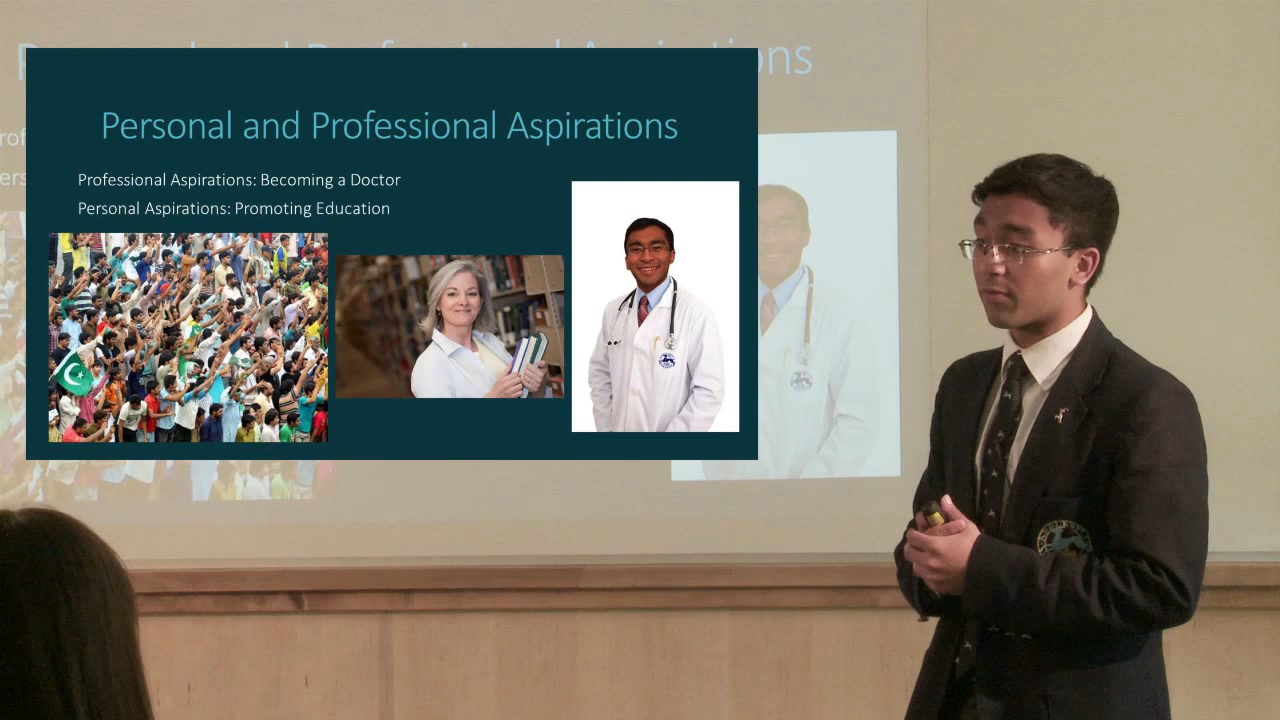 Personal and Professional Aspirations
Professional Aspirations: Becoming a Doctor
Personal Aspirations: Promoting Education